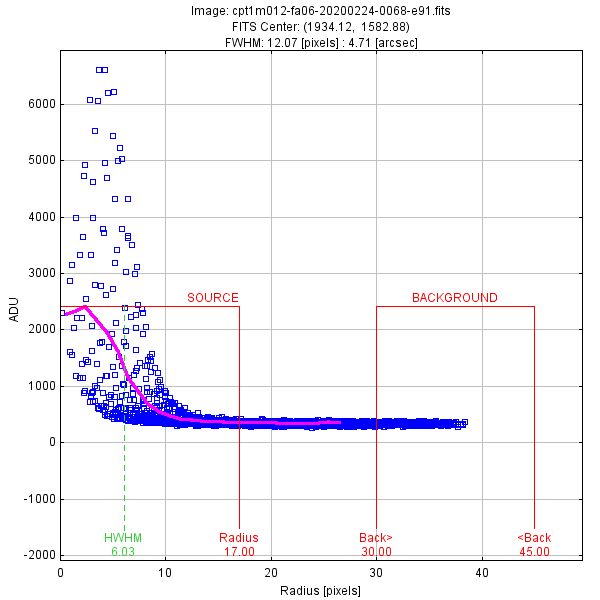 Image: cpt1m012-fa06-20200224-0068-e91.fits
FITS Center: (1934.12, 1582.88)
FWHM: 12.07 [pixels] : 4.71 [arcsec]
6000
5000
4000
3000
2000
1000
0
-1000
-2000
ADU
SOURCE
BACKGROUND
HWHM
6.03
Radius
17.00
Back>
30.00
<Back
45.00
0
10
20
30
40
Radius [pixels]